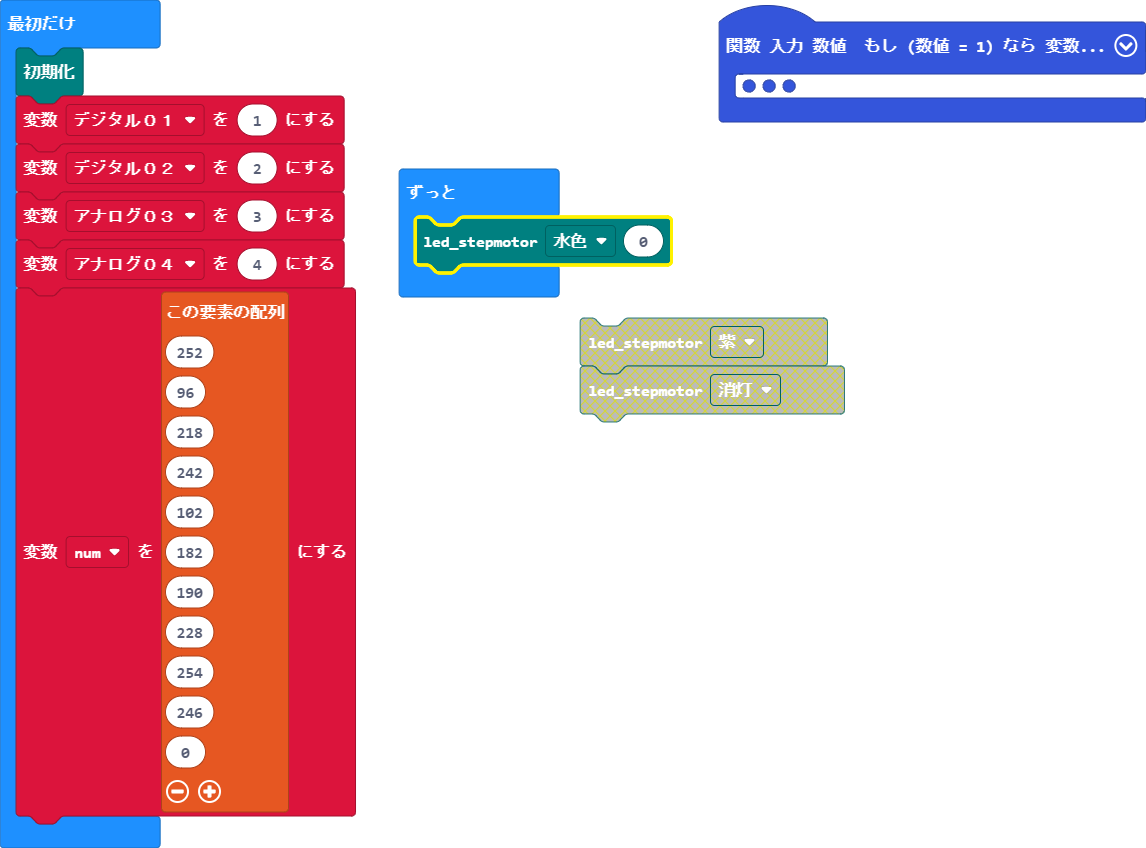 最初だけ
初期化
変数 デジタル０１ を 1 にする
変数 デジタル０２ を 2 にする
変数 アナログ０３ を 3 にする
変数 アナログ０４ を 4 にする
この要素の配列
252
96
218
242
102
変数 num を 182 にする
190
228
254
246
0
関数 入力 数値 もし (数値 = 1) なら 変数...
ずっと
led_stepmotor 水色 0
led_stepmotor 紫
led_stepmotor 消灯